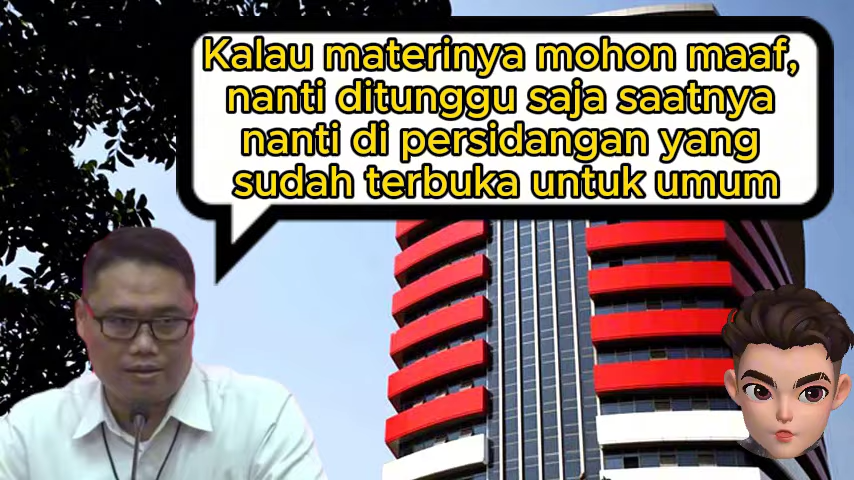 Kalau materinya mohon maaf,
nanti ditunggu saja saatnya
nanti di persidangan yang
sudah terbuka untuk umum